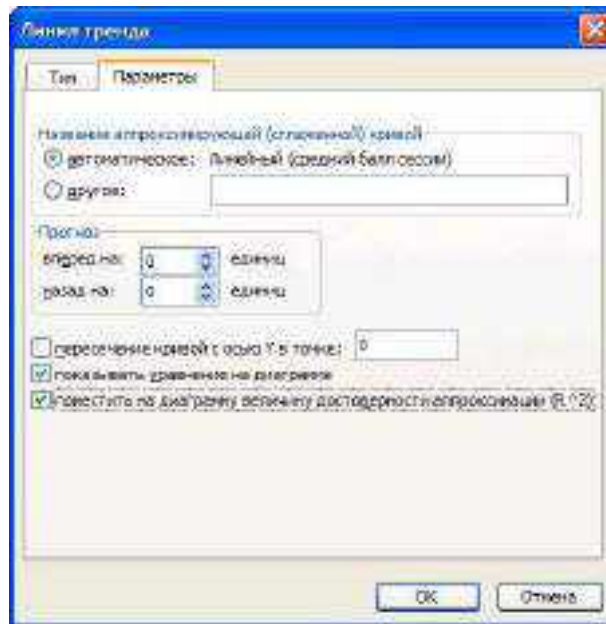 Линия тренда
Тип Параметры
Название аппроксимирующей (сглаженной) кривой
автоматическое: Линейный (средний балл сессии)
другое:
Прогноз
вперед на: 0 единиц
назад на: 0 единиц
пересечение кривой с осью Y в точке: 0
показывать уравнение на диаграмме
поместить на диаграмму величину достоверности аппроксимации (R^2)
OK Отмена